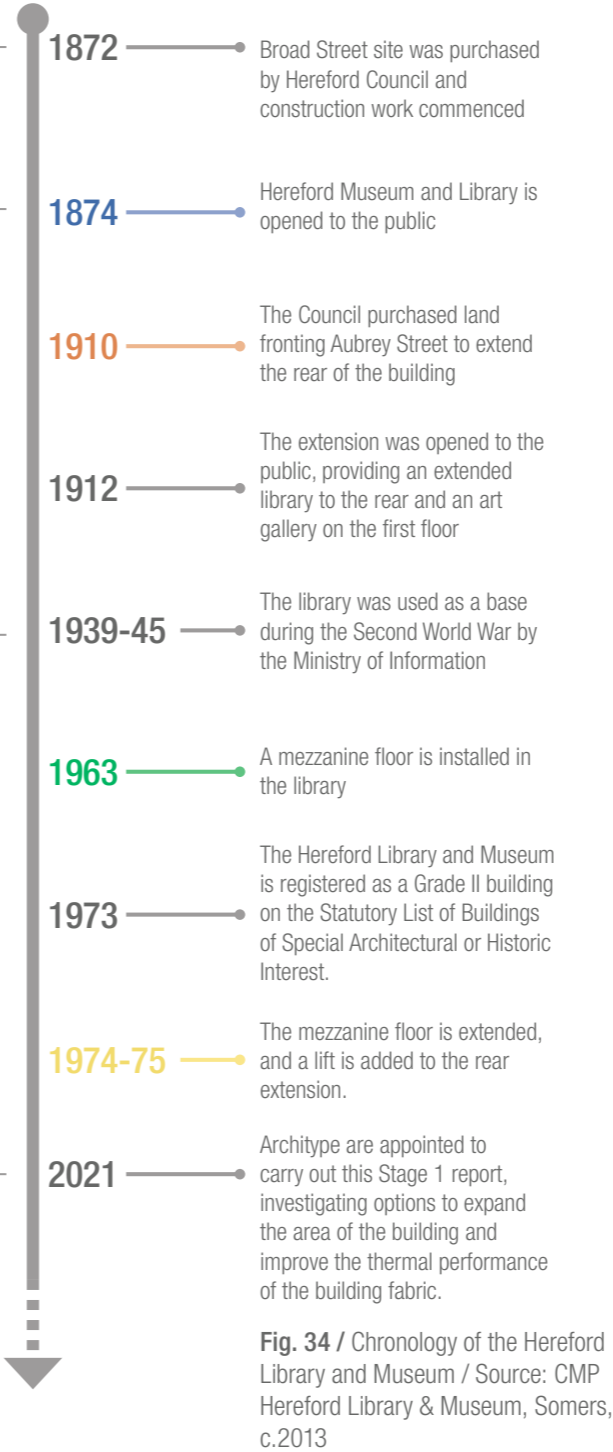 1872
Broad Street site was purchased
by Hereford Council and
construction work commenced
1874
Hereford Museum and Library is
opened to the public
1910
The Council purchased land
fronting Aubrey Street to extend
the rear of the building
1912
The extension was opened to the
public, providing an extended
library to the rear and an art
gallery on the first floor
1939-45
The library was used as a base
during the Second World War by
the Ministry of Information
1963
A mezzanine floor is installed in
the library
1973
The Hereford Library and Museum
is registered as a Grade II building
on the Statutory List of Buildings
of Special Architectural or Historic
Interest.
1974-75
The mezzanine floor is extended,
and a lift is added to the rear
extension.
2021
Architype are appointed to
carry out this Stage 1 report,
investigating options to expand
the area of the building and
improve the thermal performance
of the building fabric.
Fig. 34 / Chronology of the Hereford
Library and Museum / Source: CMP
Hereford Library & Museum, Somers,
c.2013